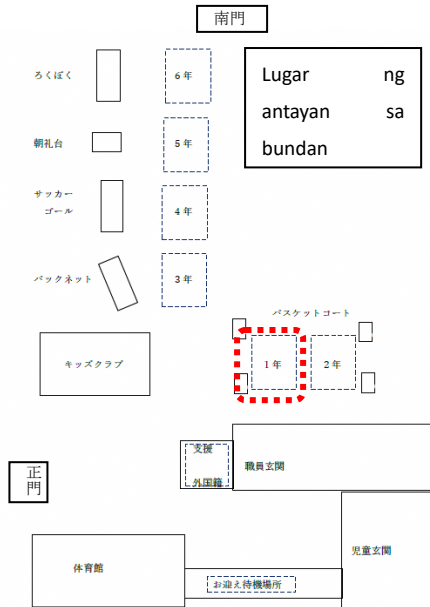 南門
ろくぼく
6年
Lugar ng
antayan sa
bundan
朝礼台
5年
サッカー
ゴール
4年
バックネット
3年
バスケットコート
キッズクラブ
1年
2年
支援
外国籍
職員玄関
正門
体育館
児童玄関
お迎え待機場所